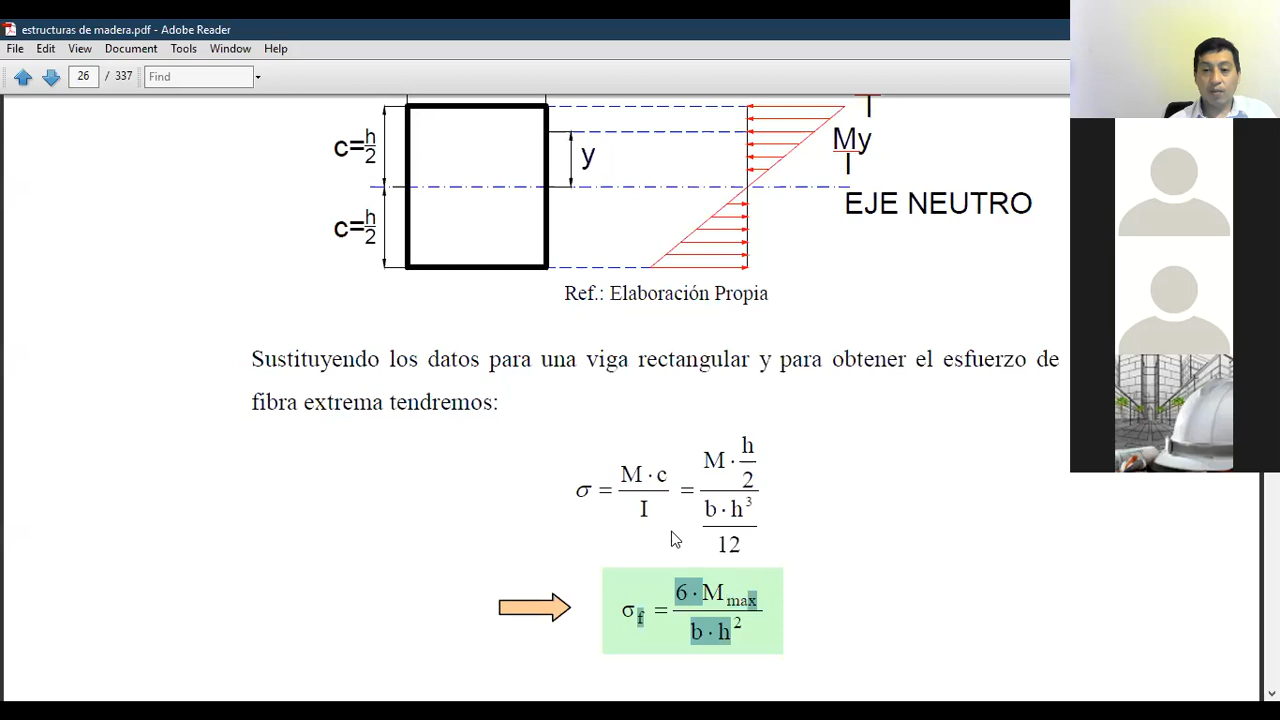 estructuras de madera.pdf - Adobe Reader
File Edit View Document Tools Window Help
26 / 337 Find
I
c=h/2
y
My/I
EJE NEUTRO
c=h/2
Ref.: Elaboración Propia
Sustituyendo los datos para una viga rectangular y para obtener el esfuerzo de
fibra extrema tendremos:
σ = M · c / I = (M · h/2) / (b · h³ / 12)
σf = 6 · Mmax / b · h²